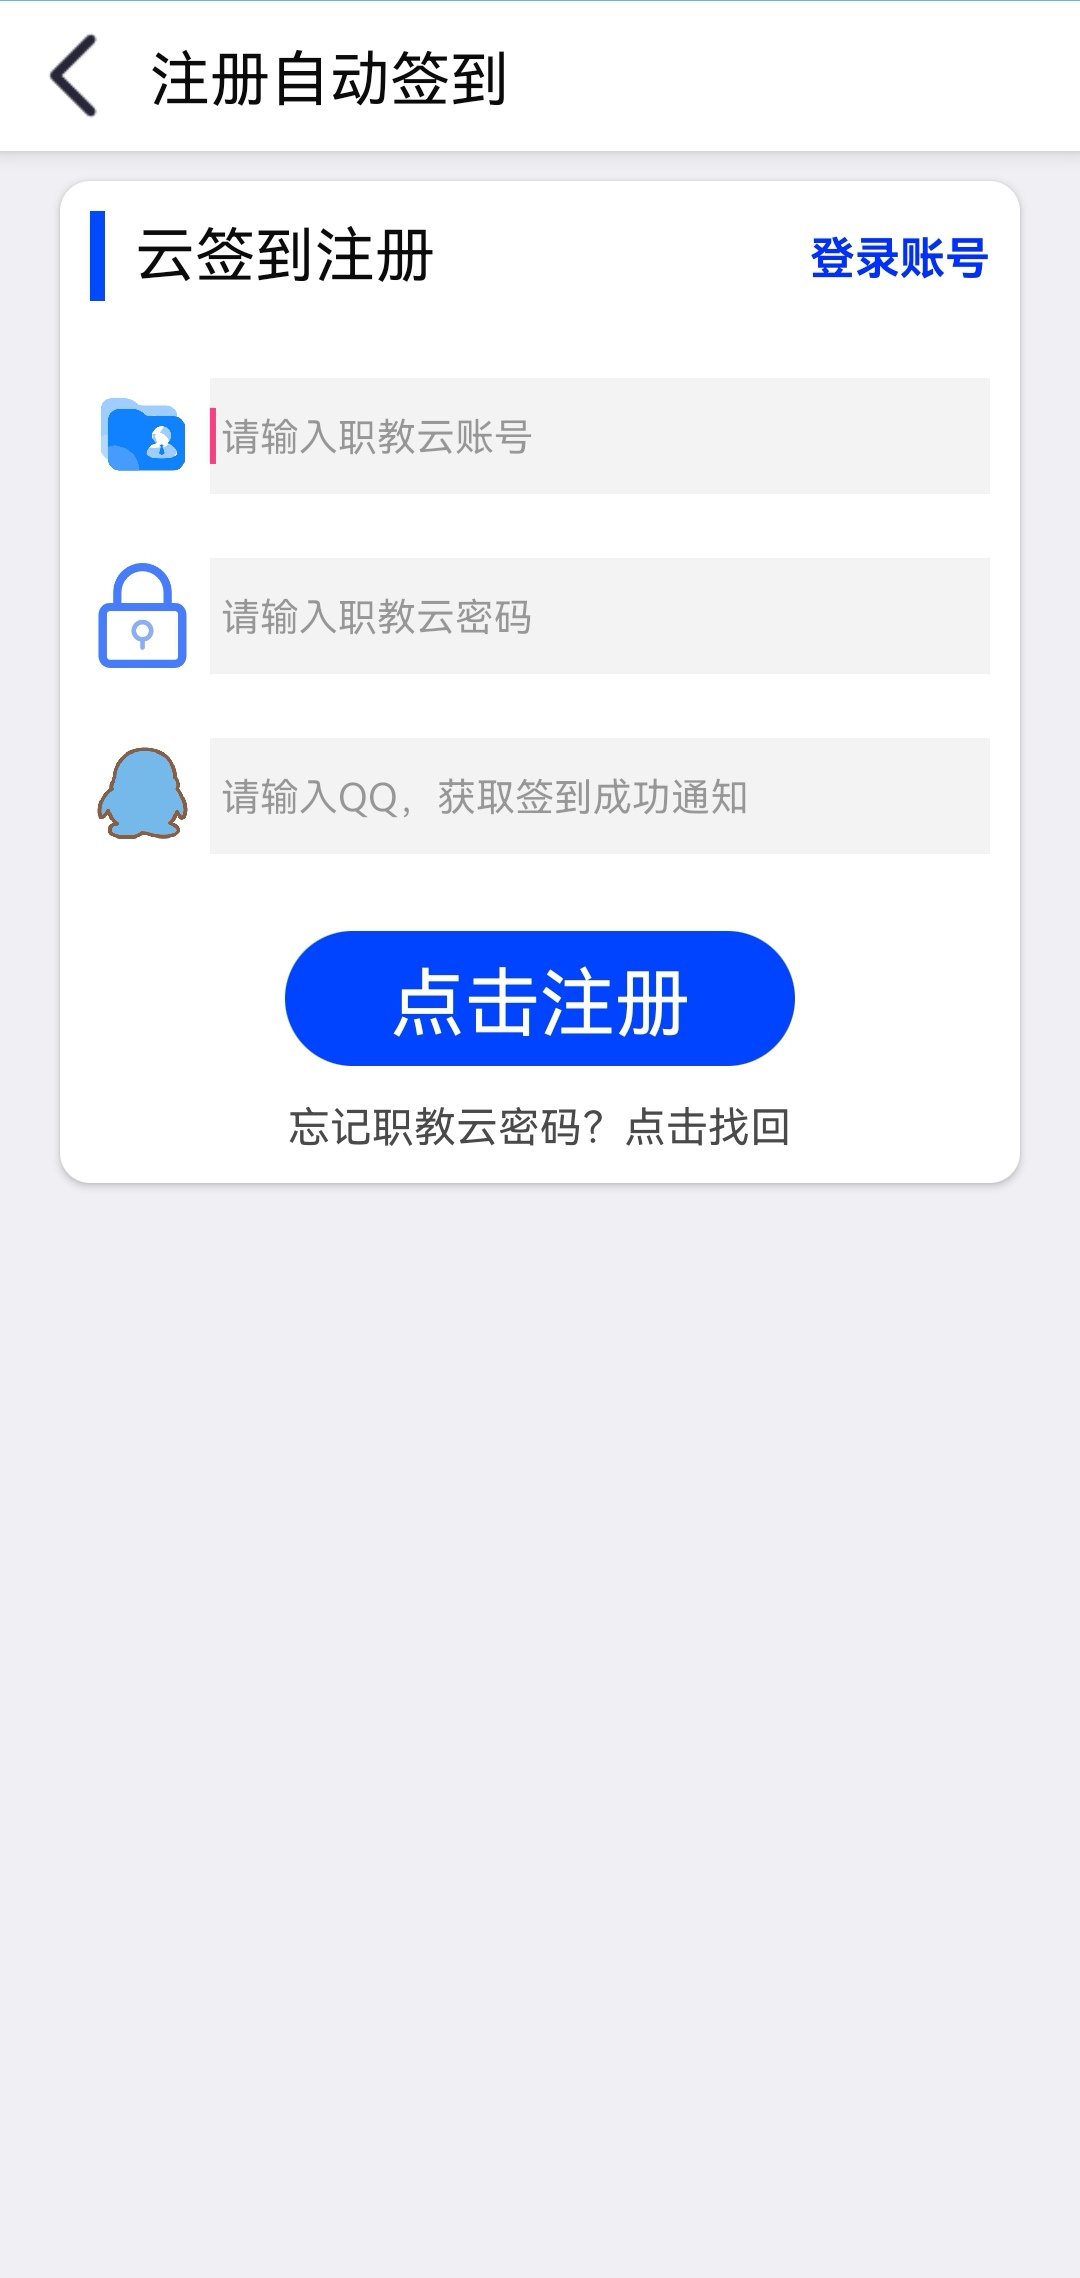 注册自动签到
云签到注册
登录账号
请输入职教云账号
请输入职教云密码
请输入QQ，获取签到成功通知
点击注册
忘记职教云密码？点击找回